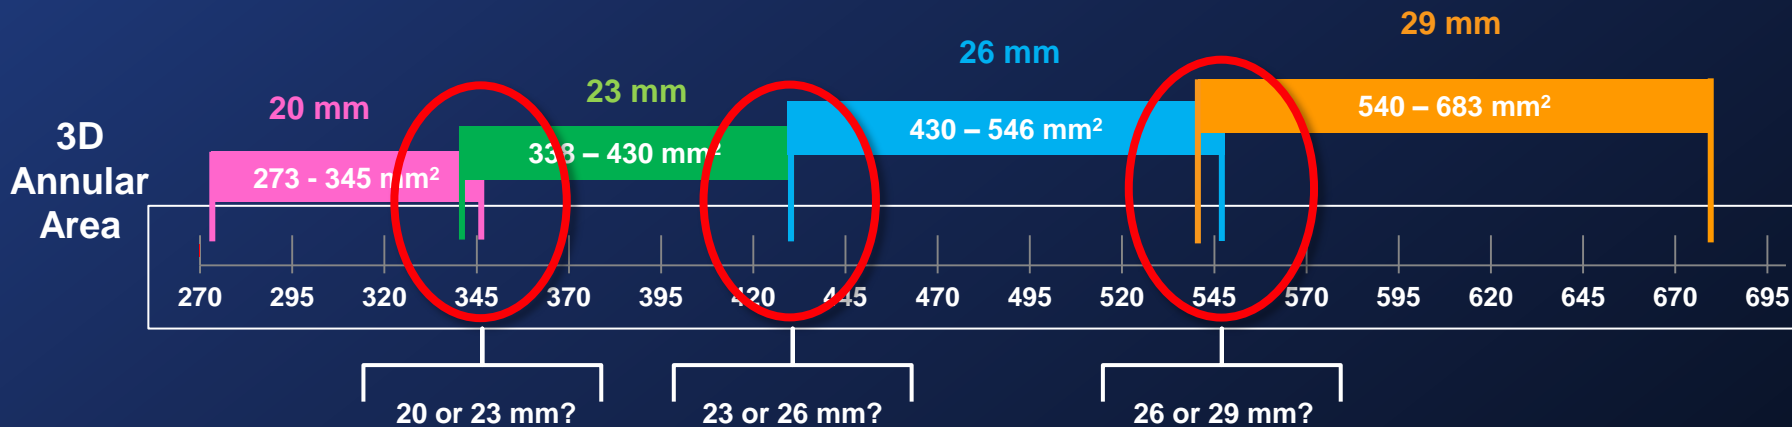 29 mm
26 mm
23 mm
20 mm
3D
Annular
Area
540 – 683 mm²
430 – 546 mm²
338 – 430 mm²
273 - 345 mm²
270 295 320 345 370 395 420 445 470 495 520 545 570 595 620 645 670 695
20 or 23 mm?
23 or 26 mm?
26 or 29 mm?